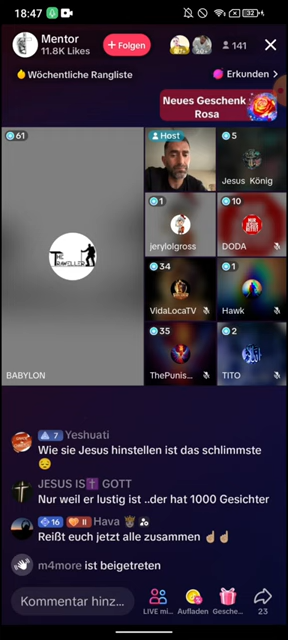 18:47
32%
Mentor
11.8K Likes
+ Folgen
141
Wöchentliche Rangliste
Erkunden >
Neues Geschenk
Rosa
61
Host
5
Jesus König
1
jerylolgross
10
DODA
THE TRAVELLER
34
VidaLocaTV
1
Hawk
35
ThePunis...
2
TITO
BABYLON
7 Yeshuati
Wie sie Jesus hinstellen ist das schlimmste
😔
JESUS IS✝️ GOTT
Nur weil er lustig ist ..der hat 1000 Gesichter
16 II Hava
Reißt euch jetzt alle zusammen ☝🏼☝🏼
m4more ist beigetreten
Kommentar hinz...
LIVE mi...
Aufladen
Gesche...
23